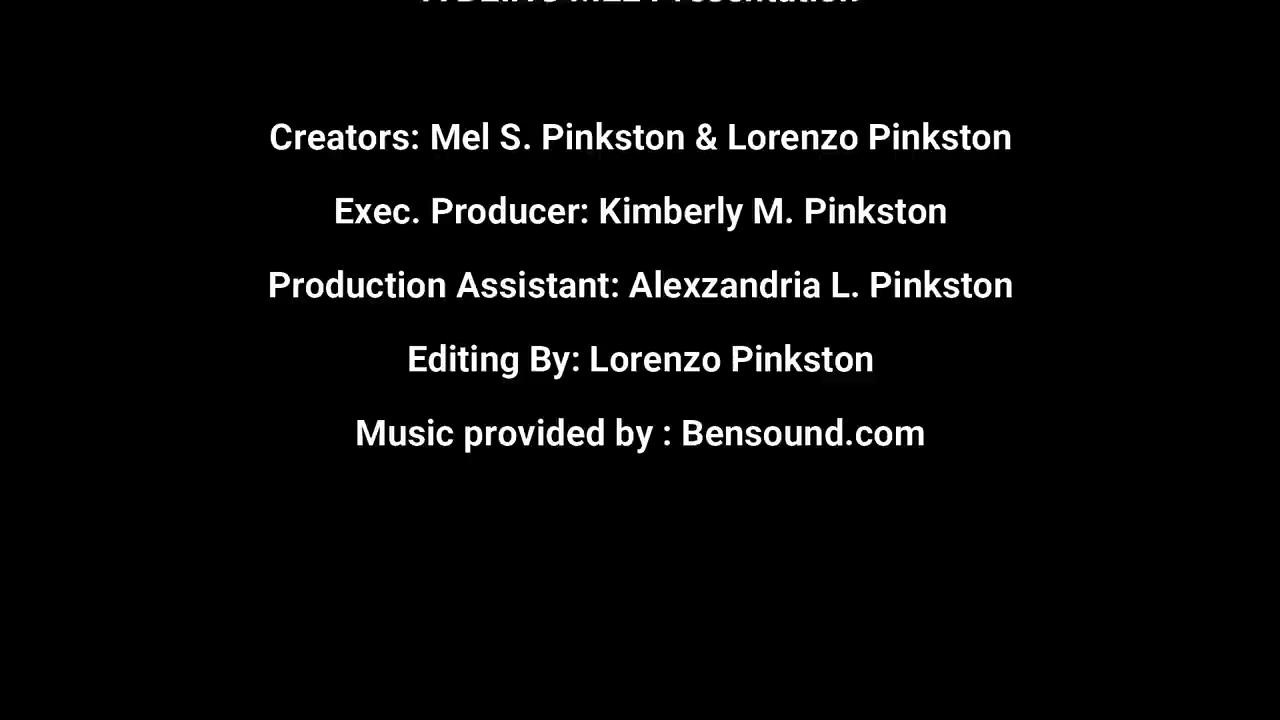 Presentation
Creators: Mel S. Pinkston & Lorenzo Pinkston
Exec. Producer: Kimberly M. Pinkston
Production Assistant: Alexzandria L. Pinkston
Editing By: Lorenzo Pinkston
Music provided by : Bensound.com